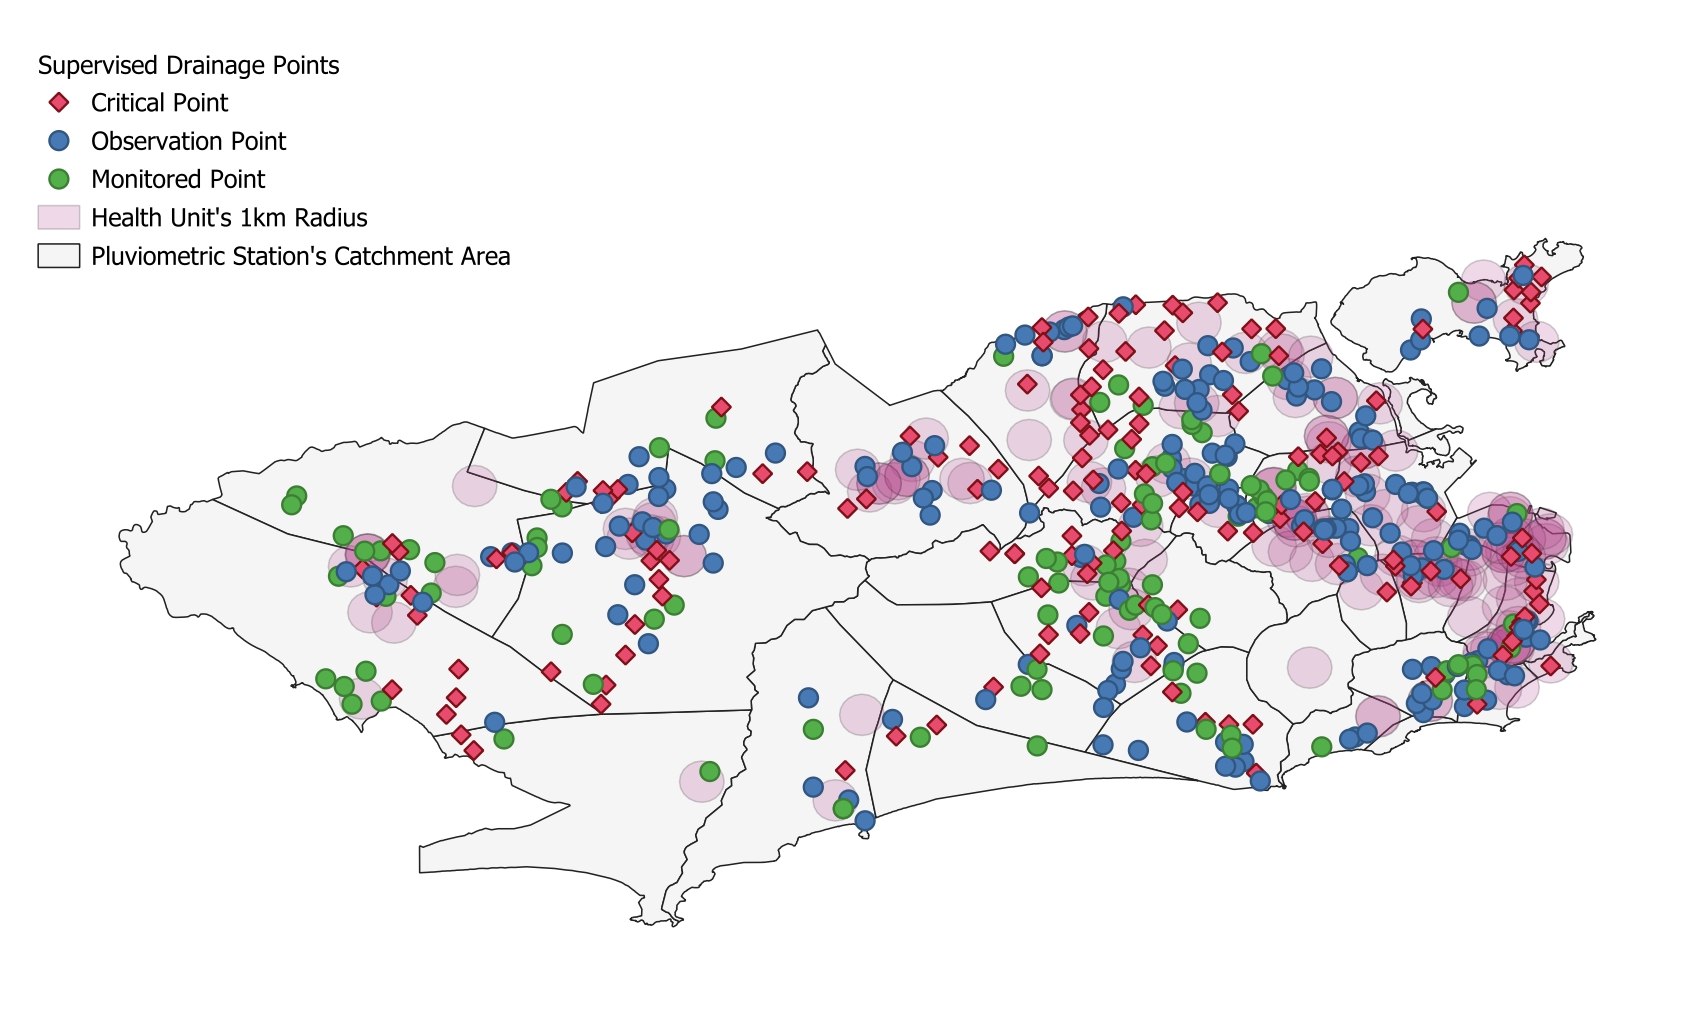 Supervised Drainage Points
Critical Point
Observation Point
Monitored Point
Health Unit's 1km Radius
Pluviometric Station's Catchment Area